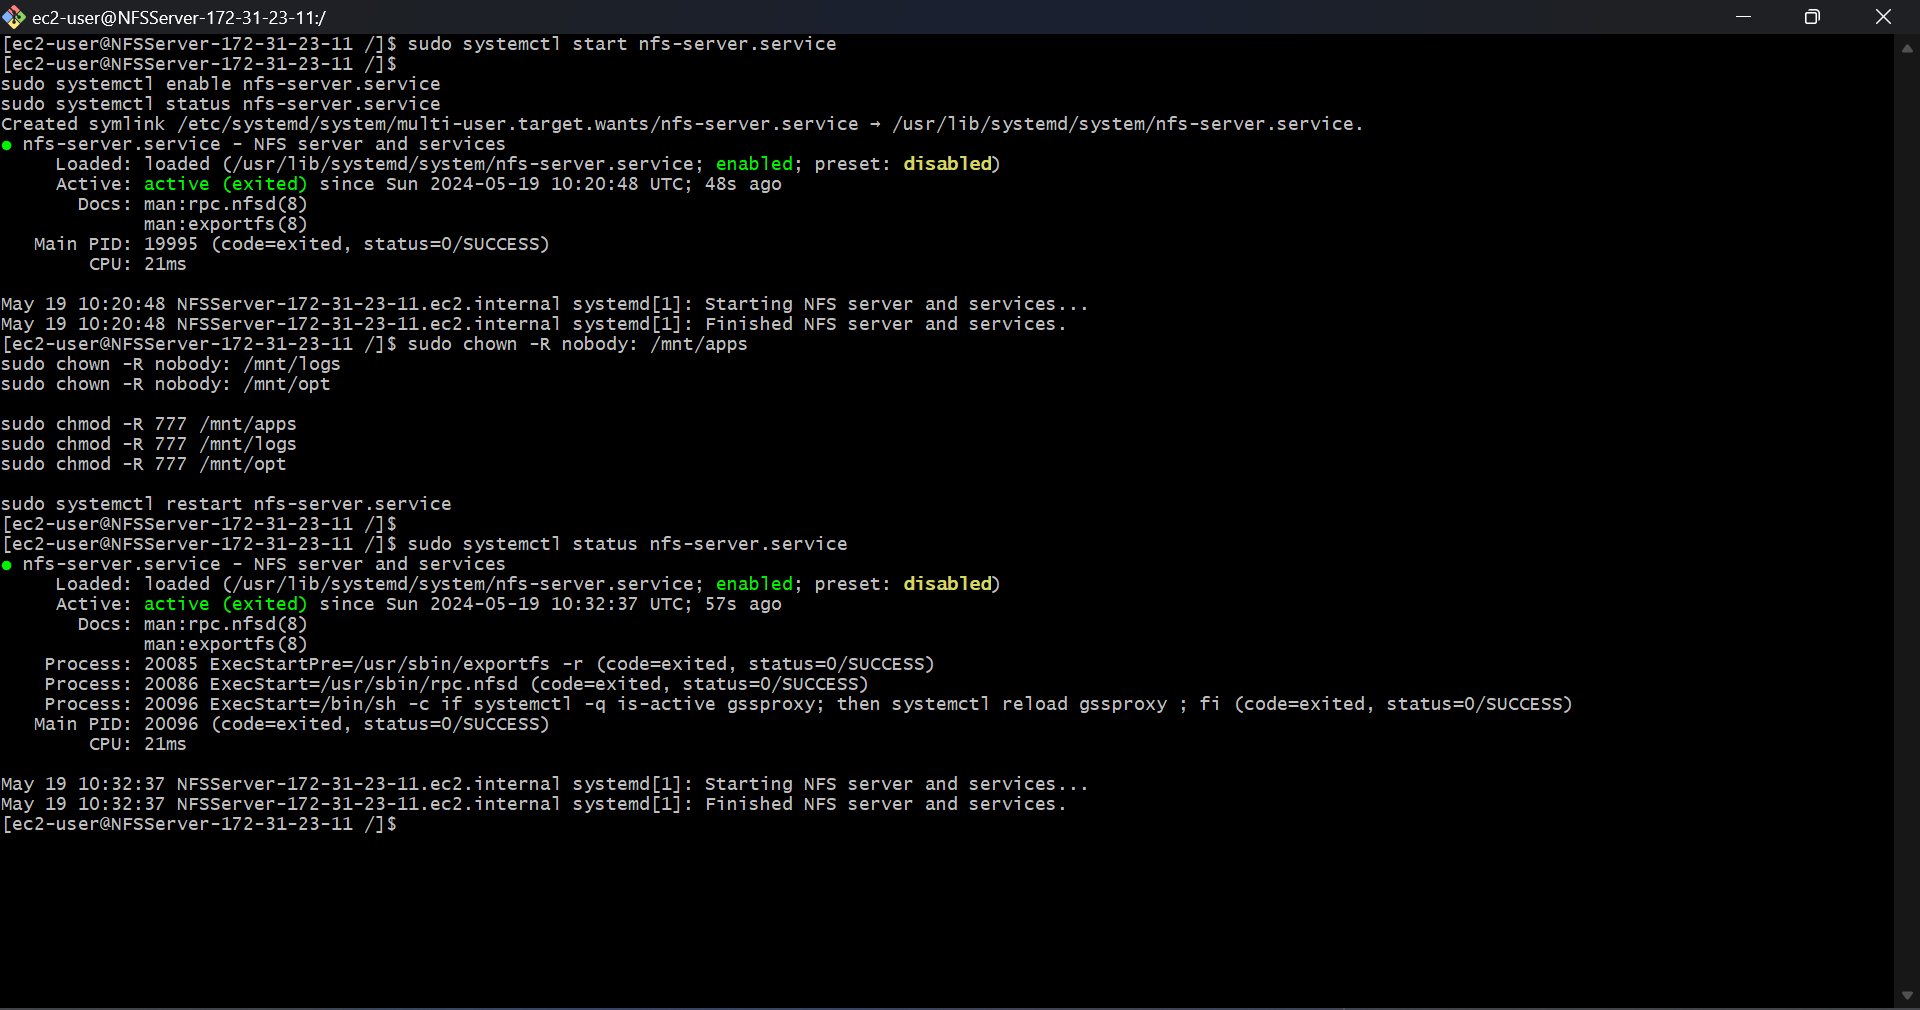 ec2-user@NFSServer-172-31-23-11:/
[ec2-user@NFSServer-172-31-23-11 /]$ sudo systemctl start nfs-server.service
[ec2-user@NFSServer-172-31-23-11 /]$
sudo systemctl enable nfs-server.service
sudo systemctl status nfs-server.service
Created symlink /etc/systemd/system/multi-user.target.wants/nfs-server.service → /usr/lib/systemd/system/nfs-server.service.
● nfs-server.service - NFS server and services
     Loaded: loaded (/usr/lib/systemd/system/nfs-server.service; enabled; preset: disabled)
     Active: active (exited) since Sun 2024-05-19 10:20:48 UTC; 48s ago
       Docs: man:rpc.nfsd(8)
             man:exportfs(8)
   Main PID: 19995 (code=exited, status=0/SUCCESS)
        CPU: 21ms

May 19 10:20:48 NFSServer-172-31-23-11.ec2.internal systemd[1]: Starting NFS server and services...
May 19 10:20:48 NFSServer-172-31-23-11.ec2.internal systemd[1]: Finished NFS server and services.
[ec2-user@NFSServer-172-31-23-11 /]$ sudo chown -R nobody: /mnt/apps
sudo chown -R nobody: /mnt/logs
sudo chown -R nobody: /mnt/opt

sudo chmod -R 777 /mnt/apps
sudo chmod -R 777 /mnt/logs
sudo chmod -R 777 /mnt/opt

sudo systemctl restart nfs-server.service
[ec2-user@NFSServer-172-31-23-11 /]$
[ec2-user@NFSServer-172-31-23-11 /]$ sudo systemctl status nfs-server.service
● nfs-server.service - NFS server and services
     Loaded: loaded (/usr/lib/systemd/system/nfs-server.service; enabled; preset: disabled)
     Active: active (exited) since Sun 2024-05-19 10:32:37 UTC; 57s ago
       Docs: man:rpc.nfsd(8)
             man:exportfs(8)
    Process: 20085 ExecStartPre=/usr/sbin/exportfs -r (code=exited, status=0/SUCCESS)
    Process: 20086 ExecStart=/usr/sbin/rpc.nfsd (code=exited, status=0/SUCCESS)
    Process: 20096 ExecStart=/bin/sh -c if systemctl -q is-active gssproxy; then systemctl reload gssproxy ; fi (code=exited, status=0/SUCCESS)
   Main PID: 20096 (code=exited, status=0/SUCCESS)
        CPU: 21ms

May 19 10:32:37 NFSServer-172-31-23-11.ec2.internal systemd[1]: Starting NFS server and services...
May 19 10:32:37 NFSServer-172-31-23-11.ec2.internal systemd[1]: Finished NFS server and services.
[ec2-user@NFSServer-172-31-23-11 /]$